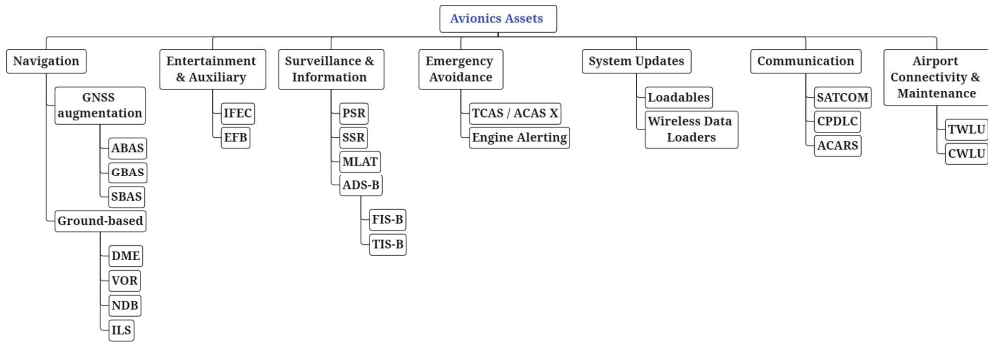 Avionics Assets
Navigation
GNSS
augmentation
ABAS
GBAS
SBAS
Ground-based
DME
VOR
NDB
ILS
Entertainment
& Auxiliary
IFEC
EFB
Surveillance &
Information
PSR
SSR
MLAT
ADS-B
FIS-B
TIS-B
Emergency
Avoidance
TCAS / ACAS X
Engine Alerting
System Updates
Loadables
Wireless Data
Loaders
Communication
SATCOM
CPDLC
ACARS
Airport
Connectivity &
Maintenance
TWLU
CWLU